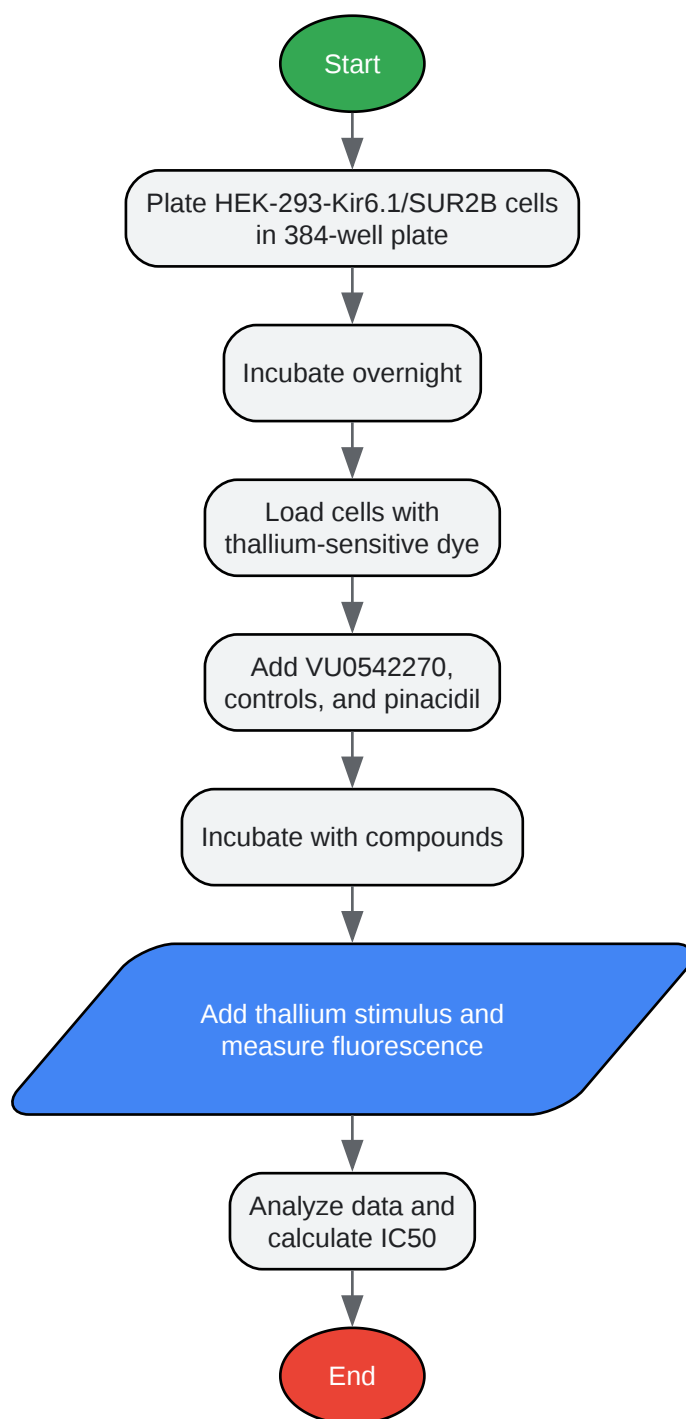 Start
Plate HEK-293-Kir6.1/SUR2B cells
in 384-well plate
Incubate overnight
Load cells with
thallium-sensitive dye
Add VU0542270,
controls, and pinacidil
Incubate with compounds
Add thallium stimulus and
measure fluorescence
Analyze data and
calculate IC50
End